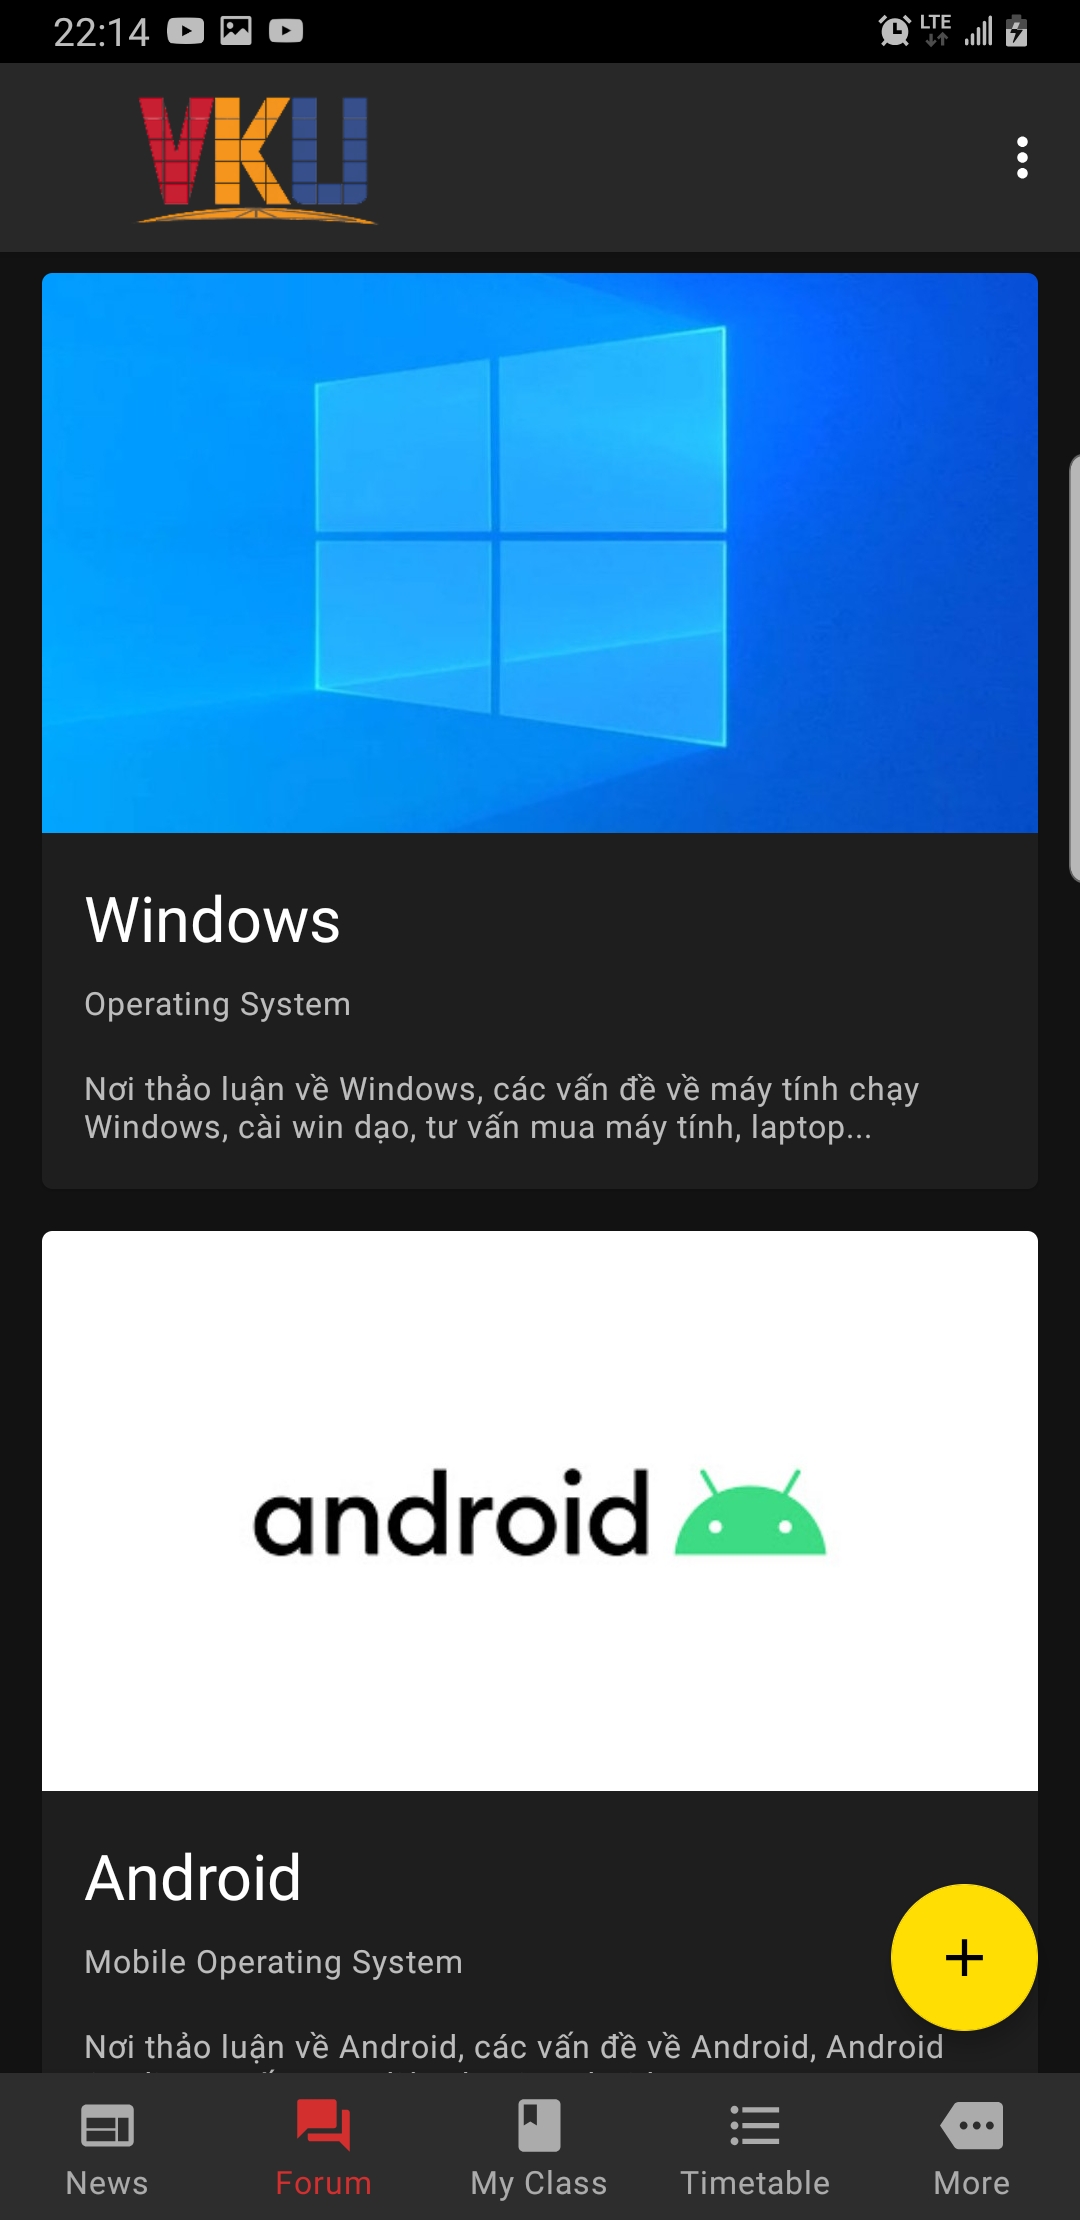 22:14
LTE
VKU
Windows
Operating System
Nơi thảo luận về Windows, các vấn đề về máy tính chạy
Windows, cài win dạo, tư vấn mua máy tính, laptop...
android
Android
Mobile Operating System
Nơi thảo luận về Android, các vấn đề về Android, Android
News
Forum
My Class
Timetable
More